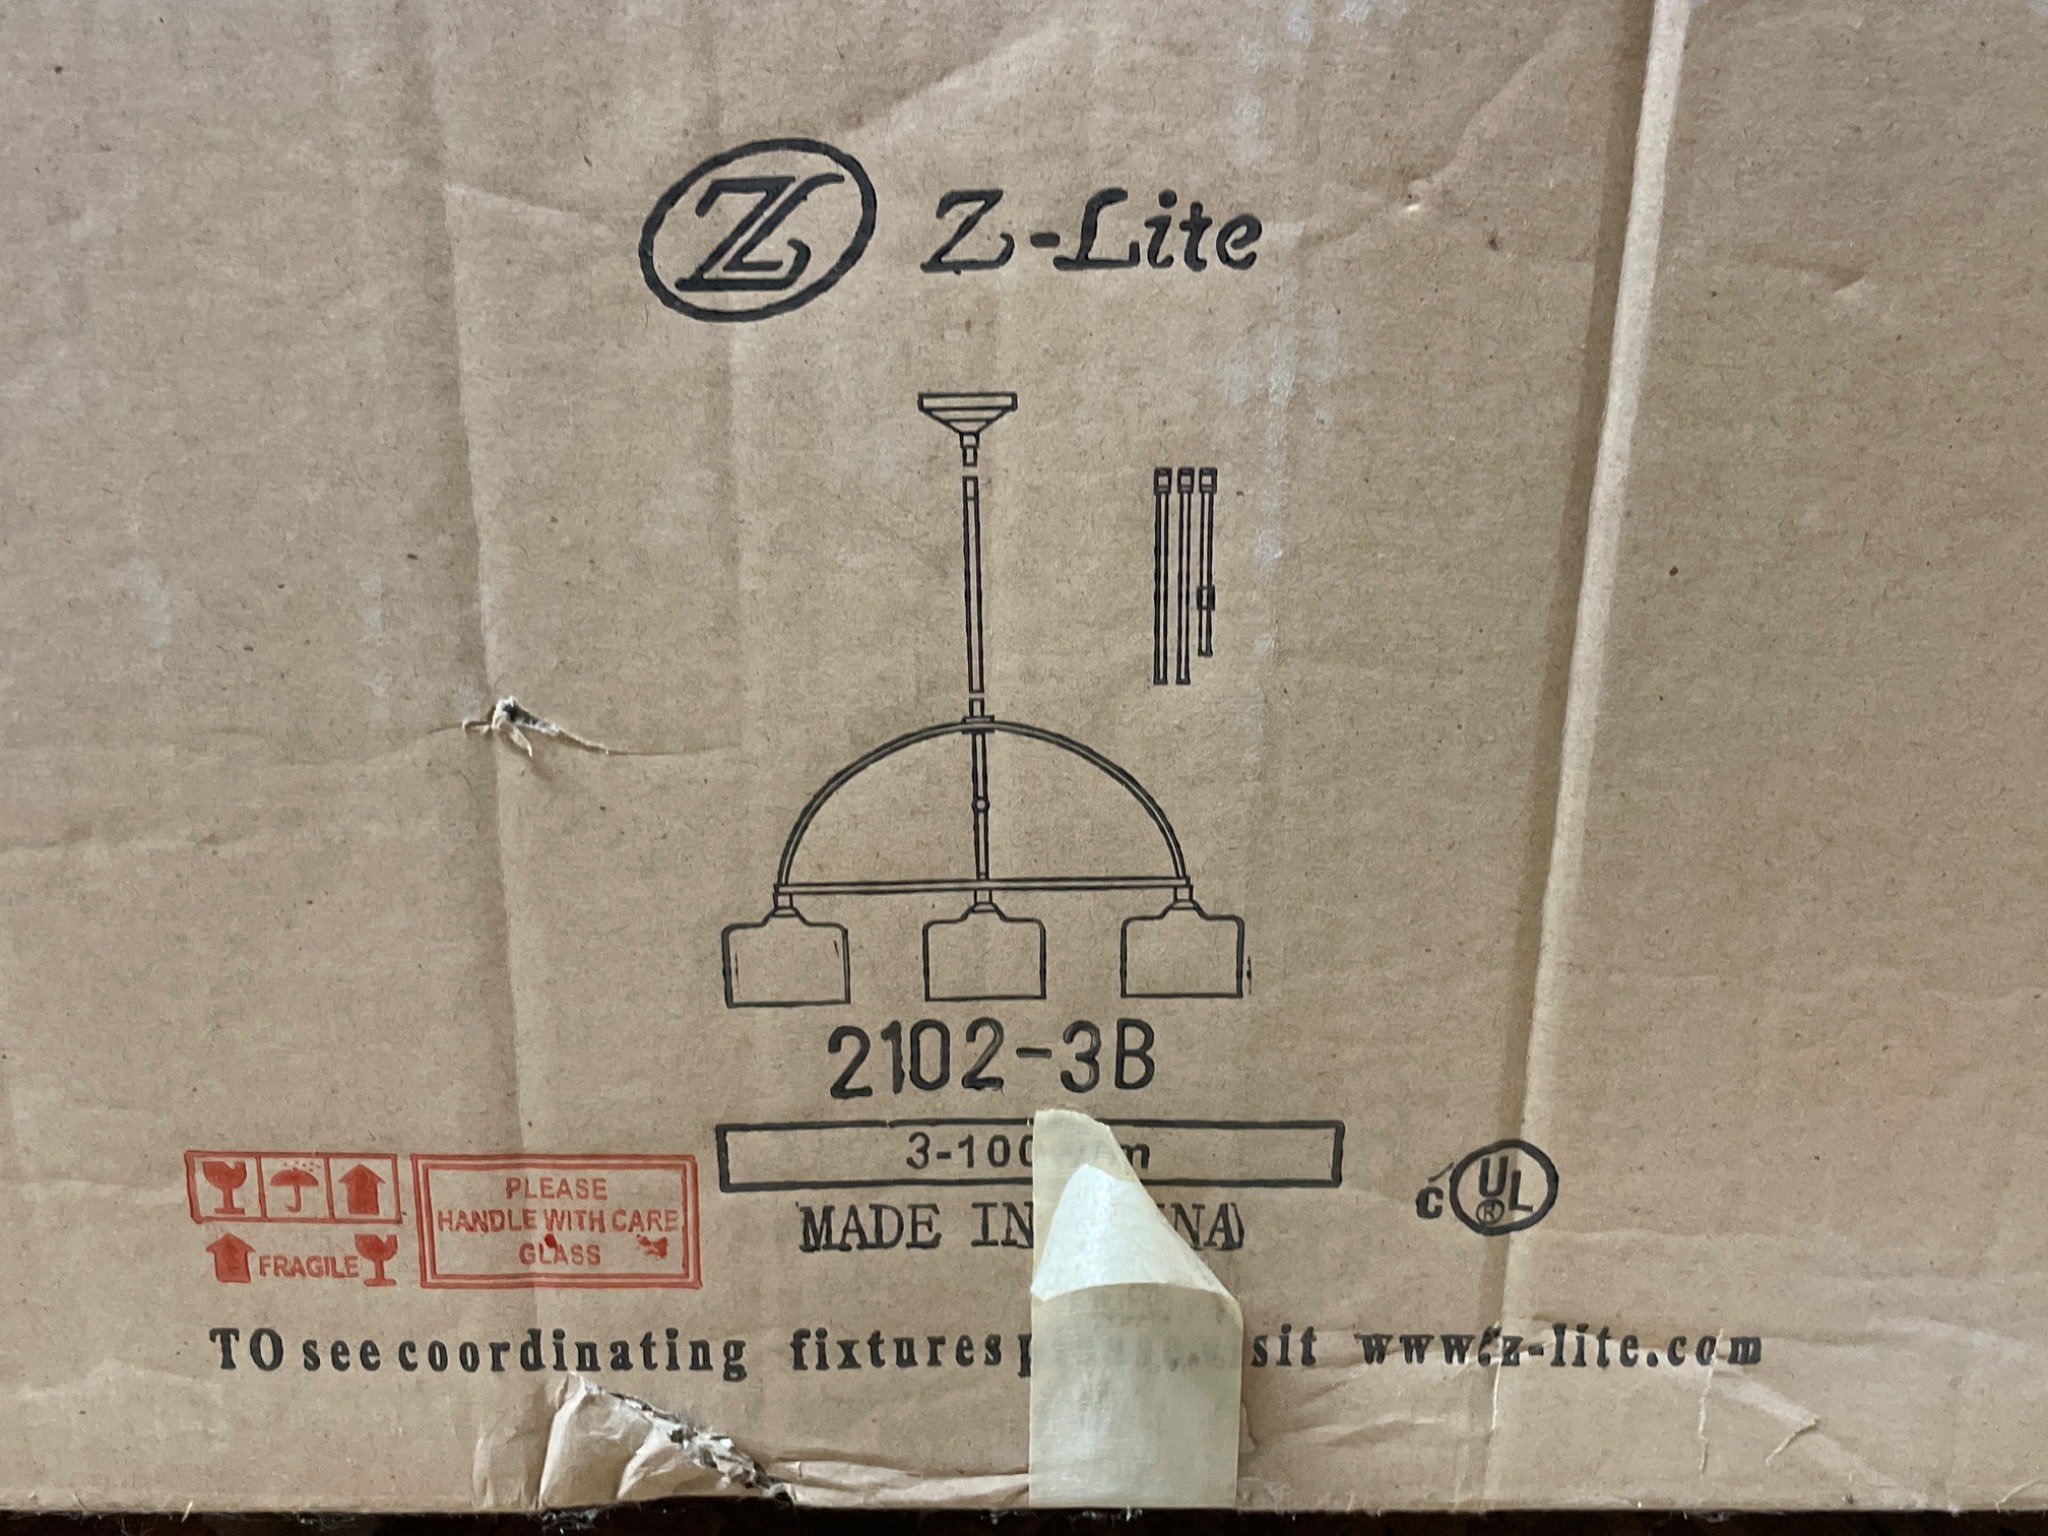 Z-Lite
2102-3B
3-100
MADE IN
PLEASE
HANDLE WITH CARE
GLASS
FRAGILE
c UL ®
TO see coordinating fixtures www.z-lite.com